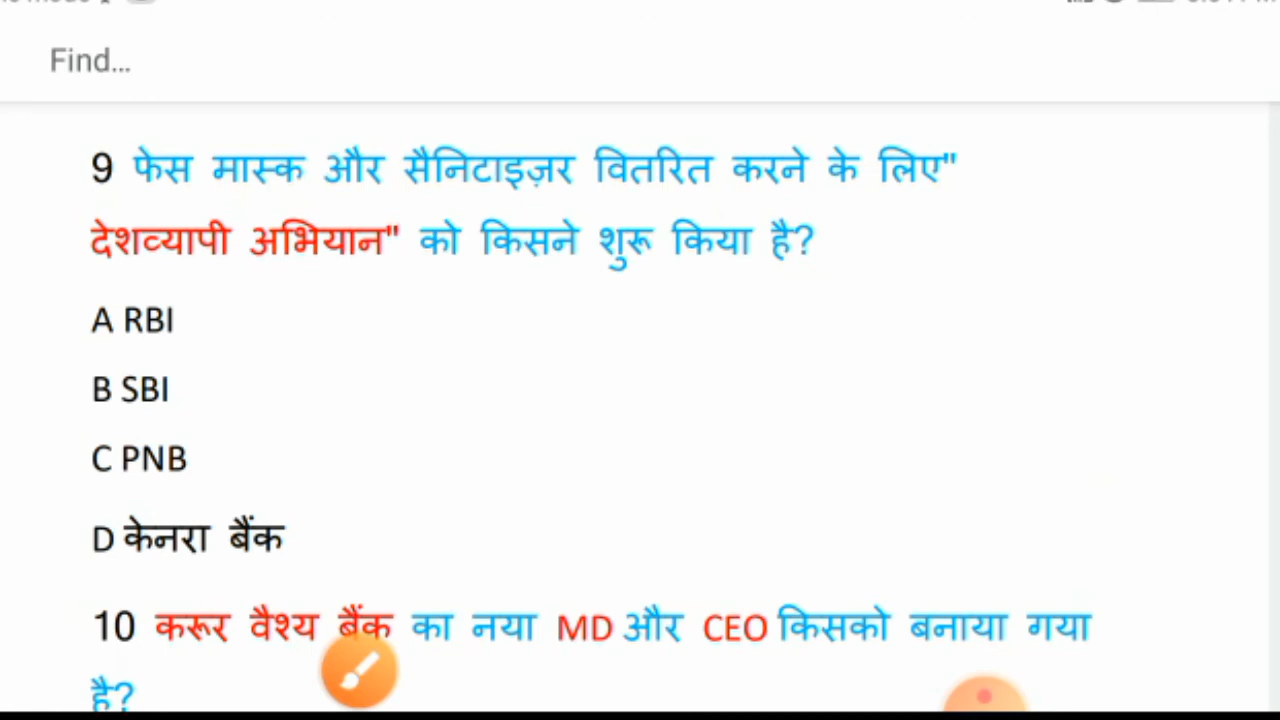 Find...
9 फेस मास्क और सैनिटाइज़र वितरित करने के लिए"
देशव्यापी अभियान" को किसने शुरू किया है?
A RBI
B SBI
C PNB
D केनरा बैंक
10 करूर वैश्य बैंक का नया MD और CEO किसको बनाया गया
है?